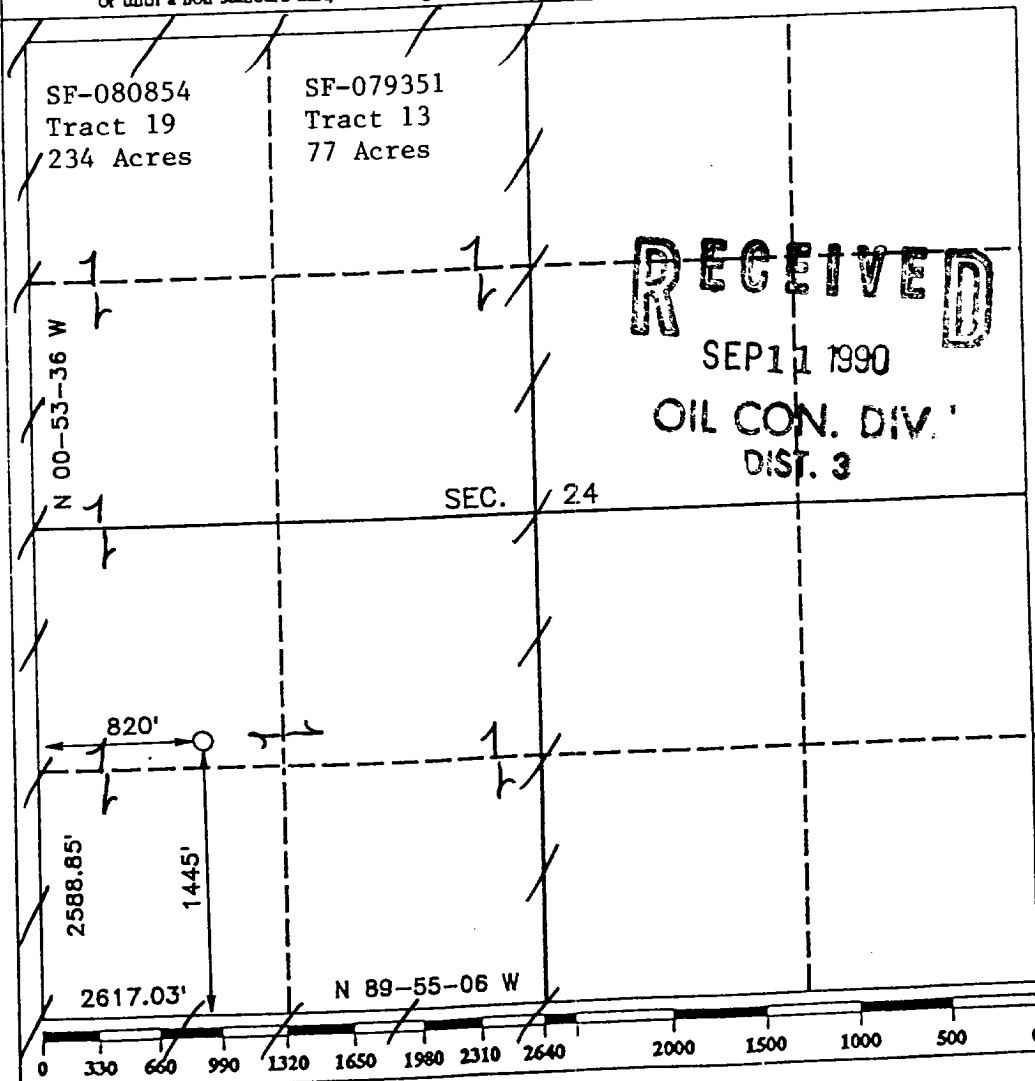 SF-080854
Tract 19
234 Acres
SF-079351
Tract 13
77 Acres
RECEIVED
SEP 11 1990
OIL CON. DIV.
DIST. 3
N 00-53-36 W
SEC. 24
820'
2588.85'
1445'
2617.03'
N 89-55-06 W
0 330 660 990 1320 1650 1980 2310 2640 2000 1500 1000 500